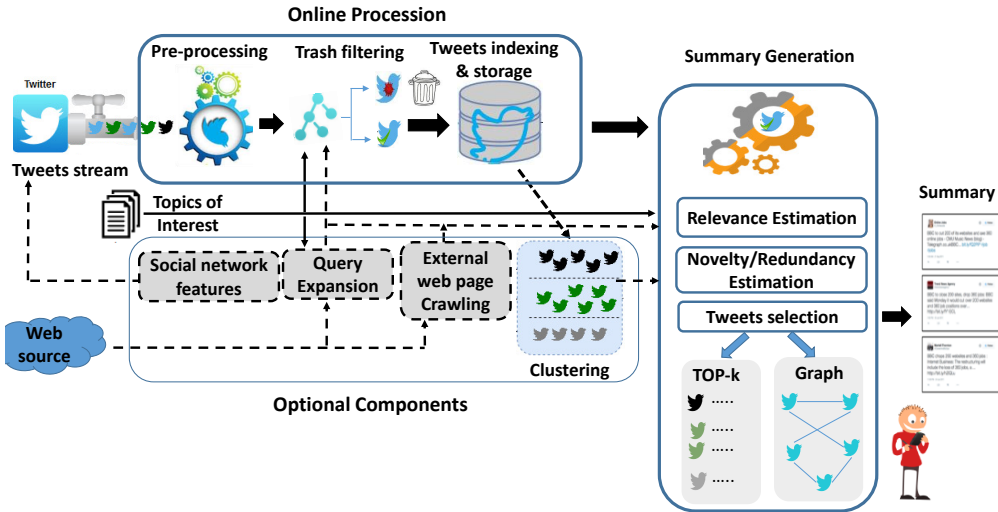 Online Procession
Pre-processing
Trash filtering
Tweets indexing
& storage
Summary Generation
Twitter
Tweets stream
Topics of
Interest
Summary
Relevance Estimation
Novelty/Redundancy
Estimation
Tweets selection
Social network
features
Query
Expansion
External
web page
Crawling
Web
source
Clustering
TOP-k
Graph
.....
.....
.....
.....
Optional Components